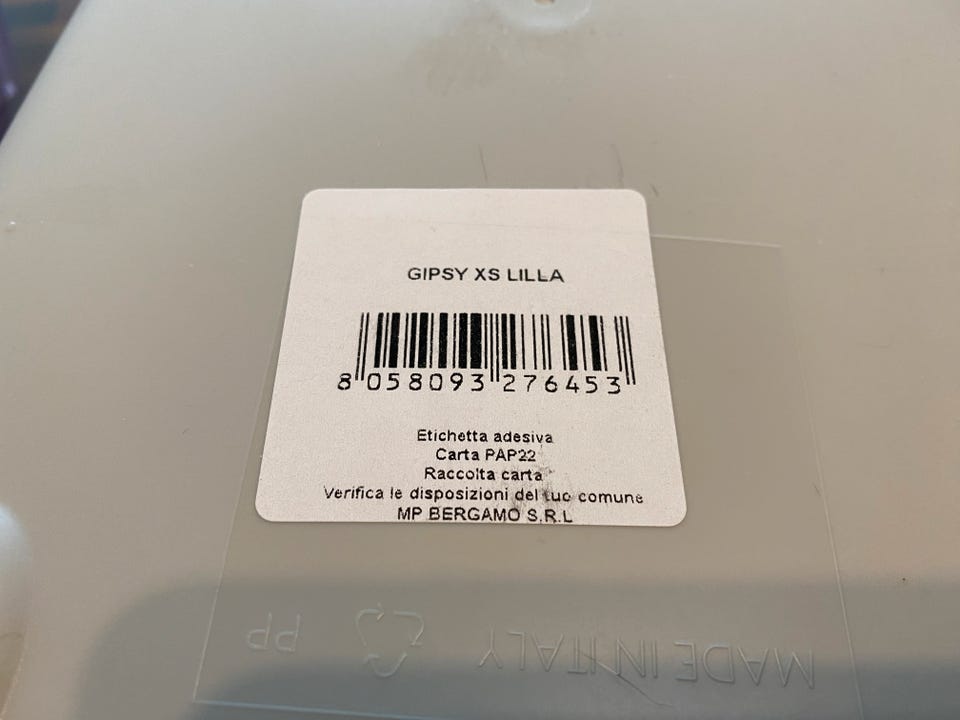 GIPSY XS LILLA
8 058093 276453
Etichetta adesiva
Carta PAP22
Raccolta carta
Verifica le disposizioni del tuo comune
MP BERGAMO S.R.L
MADE IN ITALY PP